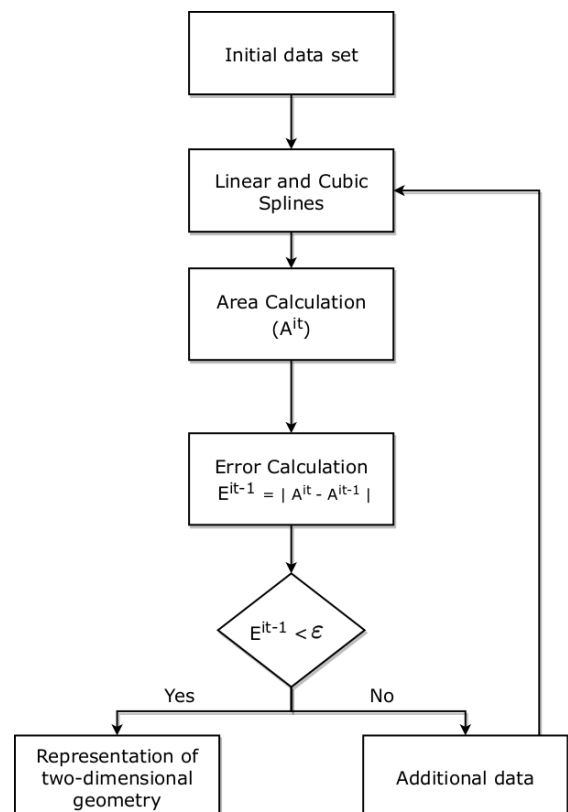 Initial data set
Linear and Cubic
Splines
Area Calculation
(A^it)
Error Calculation
E^it-1 = | A^it - A^it-1 |
E^it-1 < ε
Yes
No
Representation of
two-dimensional
geometry
Additional data